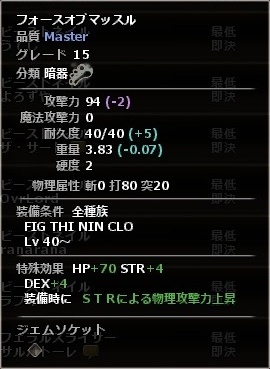 フォースオブマッスル
品質 Master
グレード 15
分類 暗器
攻撃力 94 (-2)
魔法攻撃力 0
耐久度 40/40 (+5)
重量 3.83 (-0.07)
硬度 2
物理属性 斬0 打80 突20
装備条件 全種族
FIG THI NIN CLO
Lv 40～
特殊効果 HP+70 STR+4
DEX+4
装備時に ＳＴＲによる物理攻撃力上昇
ジェムソケット